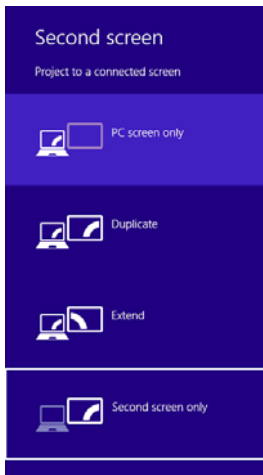 Second screen
Project to a connected screen
PC screen only
Duplicate
Extend
Second screen only